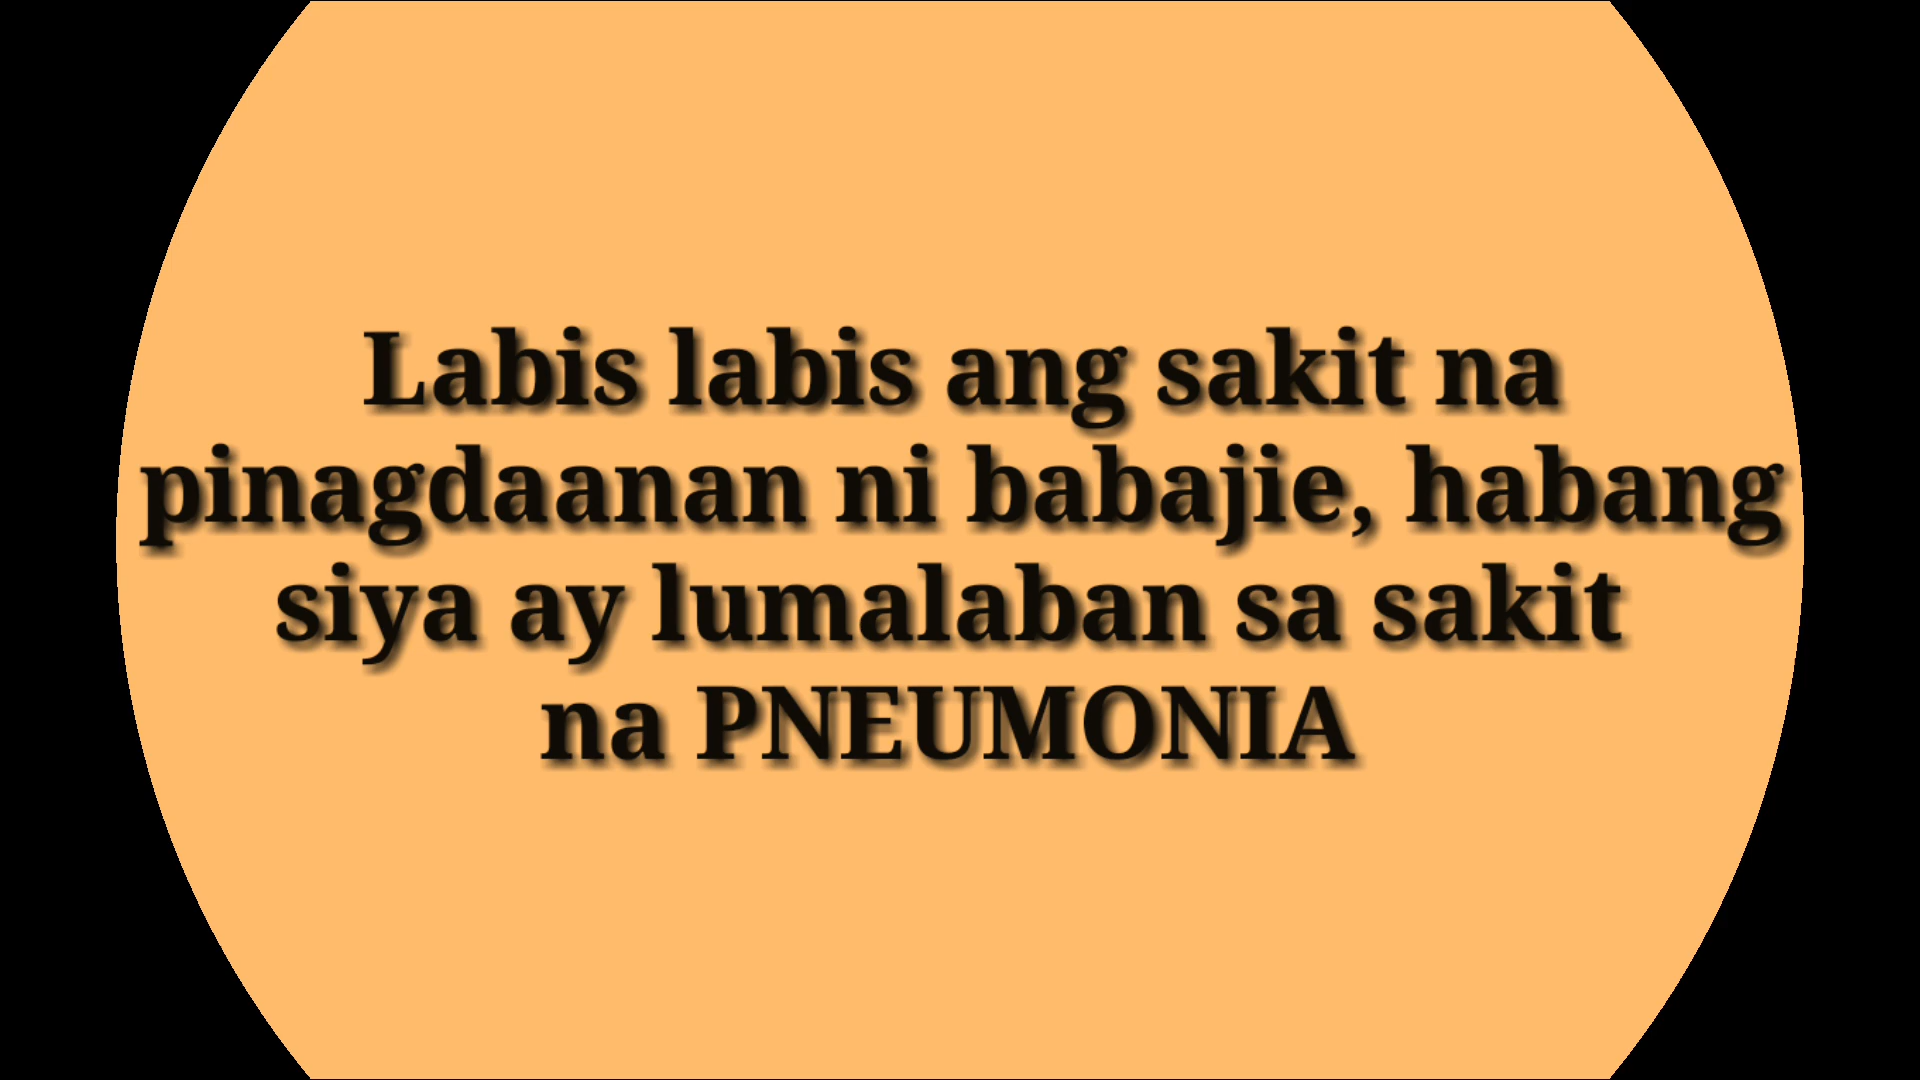 Labis labis ang sakit na
pinagdaanan ni babajie, habang
siya ay lumalaban sa sakit
na PNEUMONIA